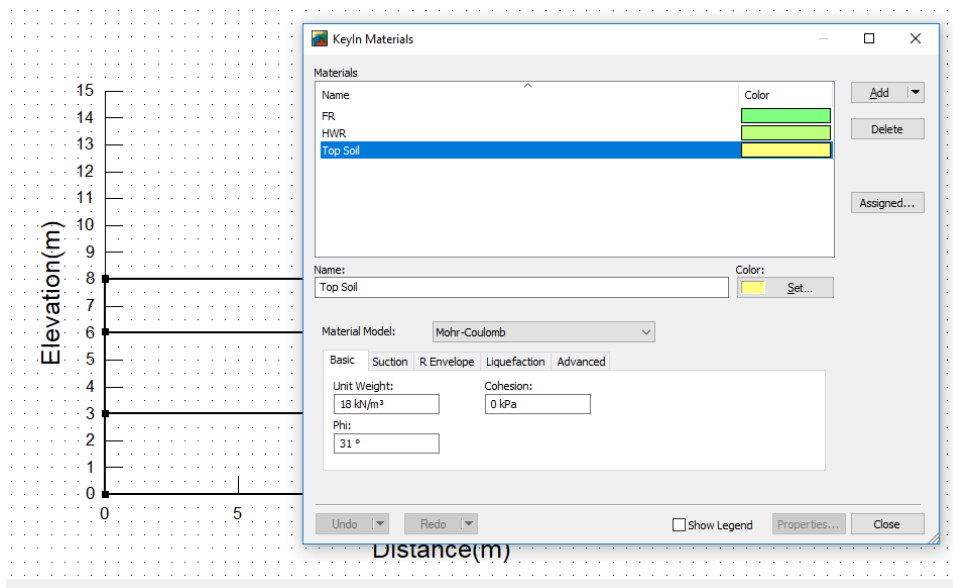 KeyIn Materials
Materials
Name Color
FR
HWR
Top Soil
Add
Delete
Assigned...
Name: Color:
Top Soil Set...
Material Model: Mohr-Coulomb
Basic Suction R Envelope Liquefaction Advanced
Unit Weight: Cohesion:
18 kN/m³ 0 kPa
Phi:
31 °
Undo Redo Show Legend Properties... Close
15
14
13
12
11
10
9
8
7
6
5
4
3
2
1
0
Elevation(m)
0 5
Distance(m)